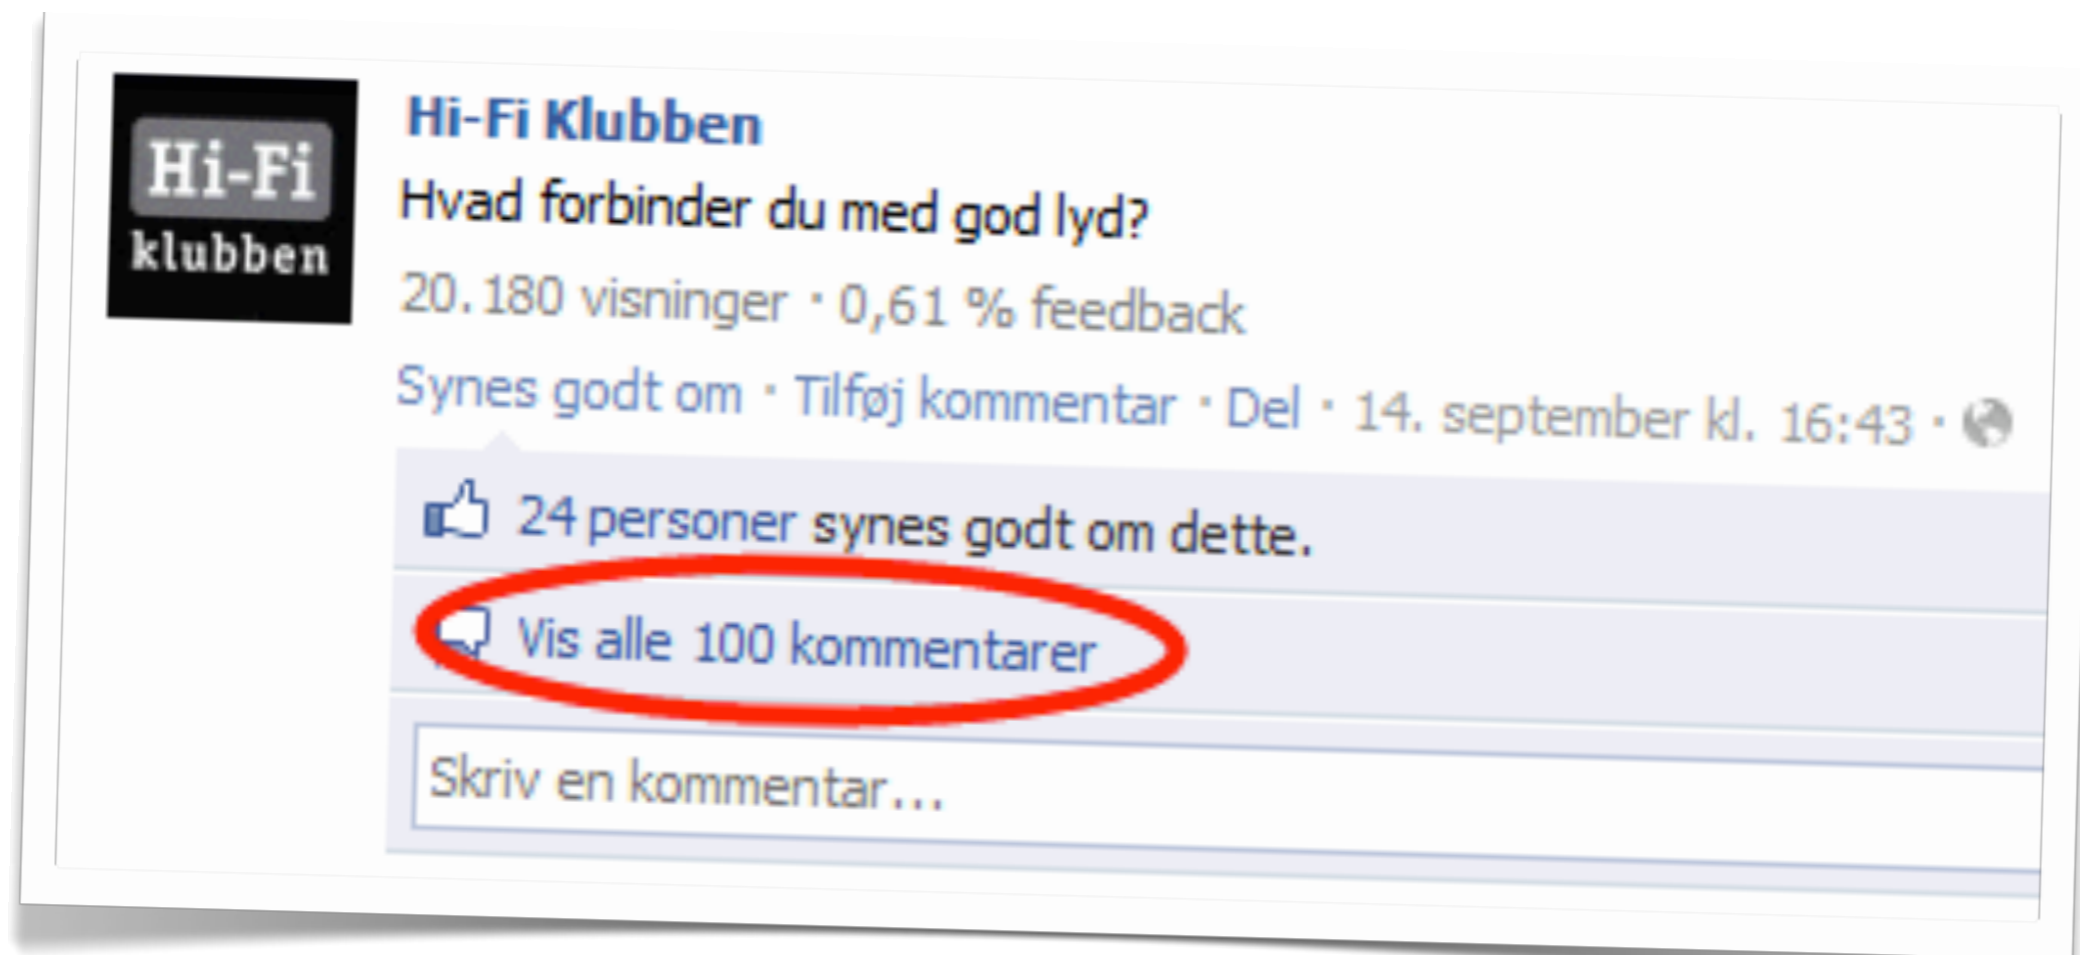 Hi-Fi
klubben
Hi-Fi Klubben
Hvad forbinder du med god lyd?
20.180 visninger · 0,61 % feedback
Synes godt om · Tilføj kommentar · Del · 14. september kl. 16:43 ·
24 personer synes godt om dette.
Vis alle 100 kommentarer
Skriv en kommentar...